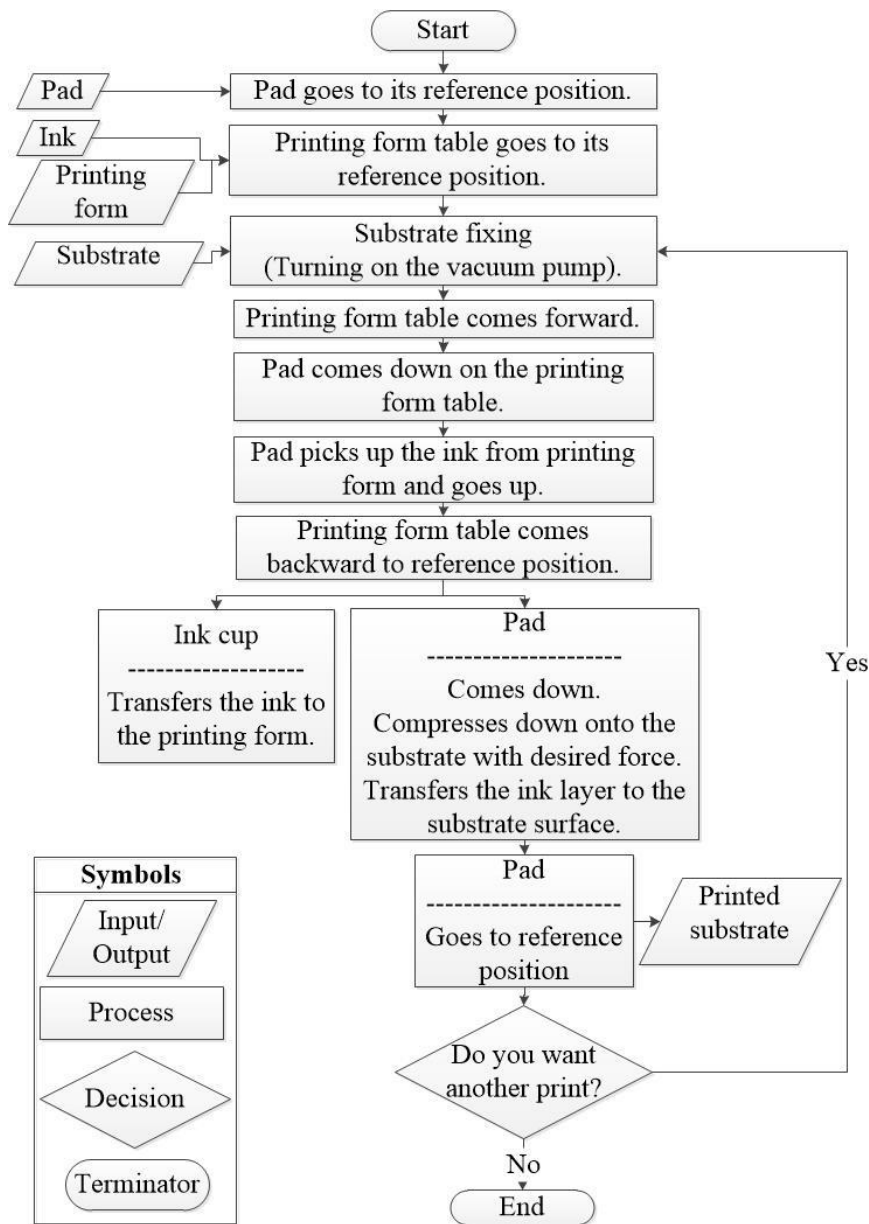 Start
Pad
Pad goes to its reference position.
Ink
Printing form table goes to its
reference position.
Printing
form
Substrate
Substrate fixing
(Turning on the vacuum pump).
Printing form table comes forward.
Pad comes down on the printing
form table.
Pad picks up the ink from printing
form and goes up.
Printing form table comes
backward to reference position.
Ink cup
-------------------
Transfers the ink to
the printing form.
Pad
---------------------
Comes down.
Compresses down onto the
substrate with desired force.
Transfers the ink layer to the
substrate surface.
Yes
Pad
---------------------
Goes to reference
position
Printed
substrate
Do you want
another print?
No
End
Symbols
Input/
Output
Process
Decision
Terminator